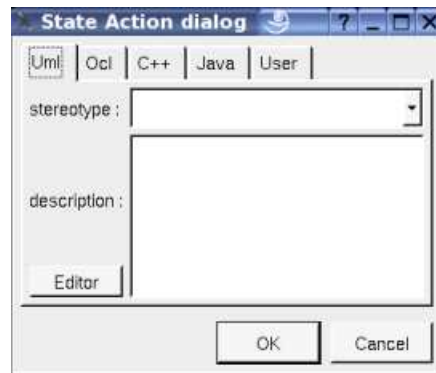 State Action dialog
Uml Ocl C++ Java User
stereotype :
description :
Editor
OK Cancel